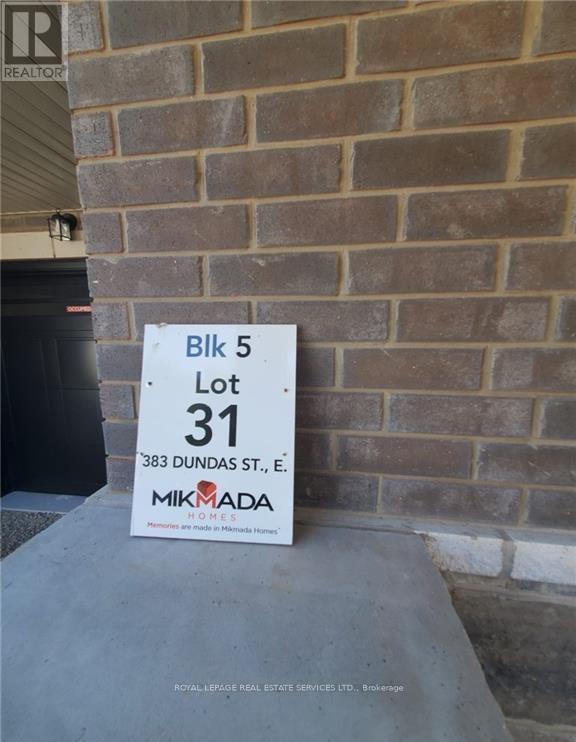 R
REALTOR
OCCUPIED
Blk 5
Lot
31
383 DUNDAS ST., E.
MIKMADA
HOMES
Memories are made in Mikmada Homes
ROYAL LEPAGE REAL ESTATE SERVICES LTD., Brokerage